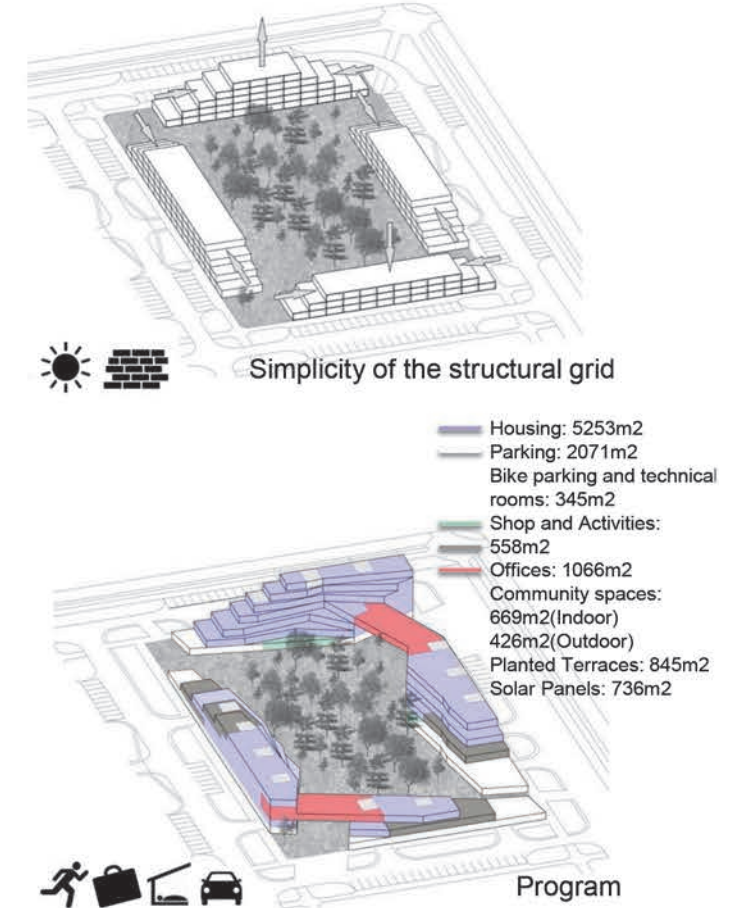 Simplicity of the structural grid
Housing: 5253m2
Parking: 2071m2
Bike parking and technical
rooms: 345m2
Shop and Activities:
558m2
Offices: 1066m2
Community spaces:
669m2(Indoor)
426m2(Outdoor)
Planted Terraces: 845m2
Solar Panels: 736m2
Program